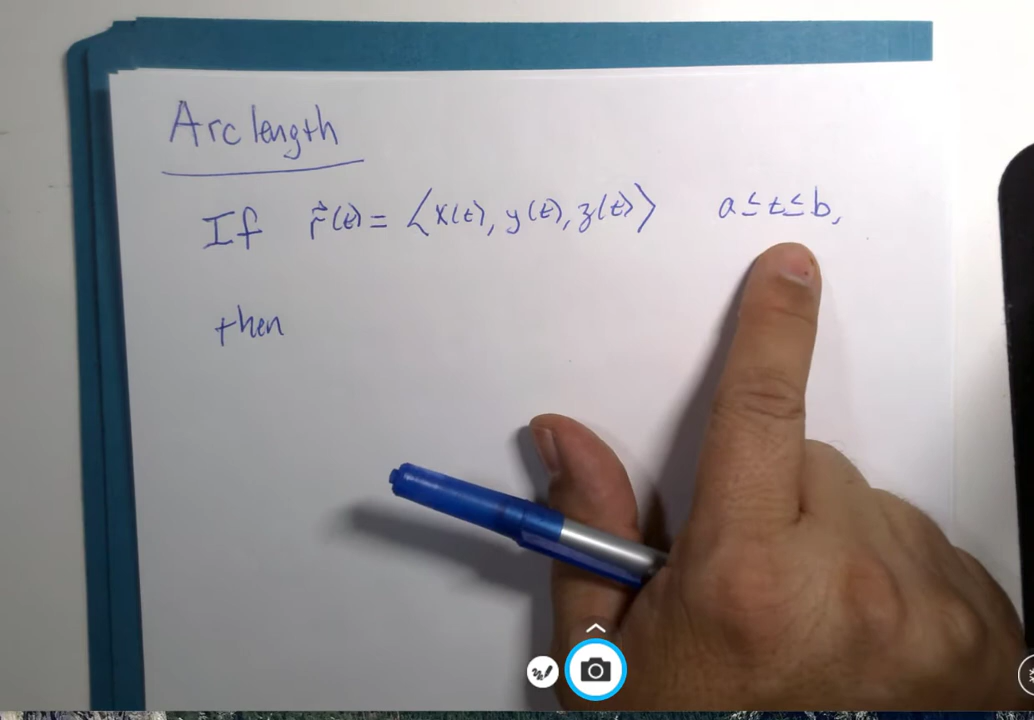 Arc length
If r⃗(t) = ⟨x(t), y(t), z(t)⟩ a≤t≤b,
then